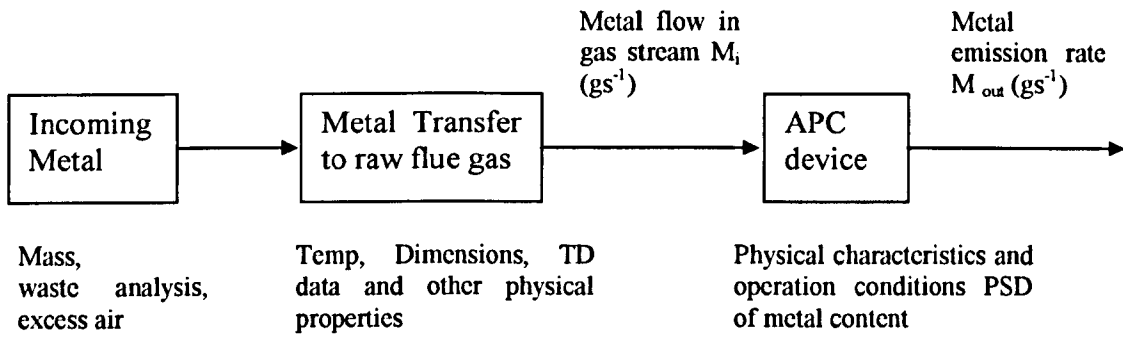 Metal flow in
gas stream Mᵢ
(gs⁻¹)
Metal
emission rate
M out (gs⁻¹)
Incoming
Metal
Metal Transfer
to raw flue gas
APC
device
Mass,
waste analysis,
excess air
Temp, Dimensions, TD
data and other physical
properties
Physical characteristics and
operation conditions PSD
of metal content